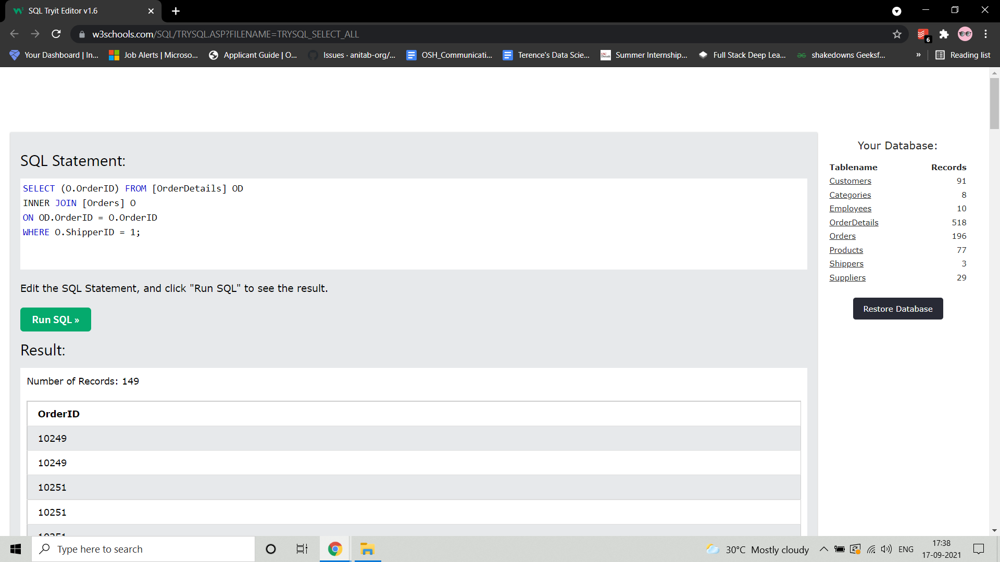 SQL Tryit Editor v1.6
w3schools.com/SQL/TRYSQL.ASP?FILENAME=TRYSQL_SELECT_ALL
6
Your Dashboard | In... Job Alerts | Microso... Applicant Guide | O... Issues · anitab-org/... OSH_Communicati... Terence's Data Scie... Summer Internship... Full Stack Deep Lea... shakedowns Geeksf... » Reading list
SQL Statement:
SELECT (O.OrderID) FROM [OrderDetails] OD
INNER JOIN [Orders] O
ON OD.OrderID = O.OrderID
WHERE O.ShipperID = 1;
Edit the SQL Statement, and click "Run SQL" to see the result.
Run SQL »
Result:
Number of Records: 149
OrderID
10249
10249
10251
10251
10251
Your Database:
Tablename Records
Customers 91
Categories 8
Employees 10
OrderDetails 518
Orders 196
Products 77
Shippers 3
Suppliers 29
Restore Database
Type here to search
30°C Mostly cloudy
ENG
17:38
17-09-2021